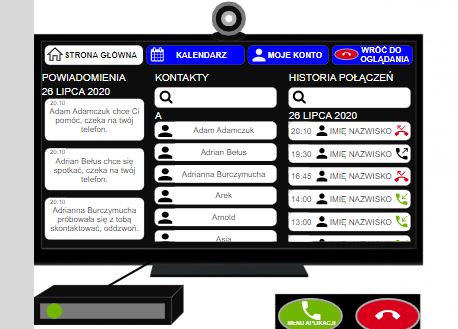 STRONA GŁÓWNA
KALENDARZ
MOJE KONTO
WRÓĆ DO
OGLĄDANIA
POWIADOMIENIA
26 LIPCA 2020
20:10
Adam Adamczuk chce Ci
pomóc, czeka na twój
telefon.
20:10
Adrian Bełus chce się
spotkać, czeka na twój
telefon.
20:10
Adrianna Burczymucha
próbowała się z tobą
skontaktować, oddzwoń.
KONTAKTY
A
Adam Adamczuk
Adrian Bełus
Adrianna Burczymucha
Arek
Arnold
Asia
HISTORIA POŁĄCZEŃ
26 LIPCA 2020
20:10 IMIĘ NAZWISKO
19:30 IMIĘ NAZWISKO
16:45 IMIĘ NAZWISKO
14:00 IMIĘ NAZWISKO
13:00 IMIĘ NAZWISKO
MENU APLIKACJI